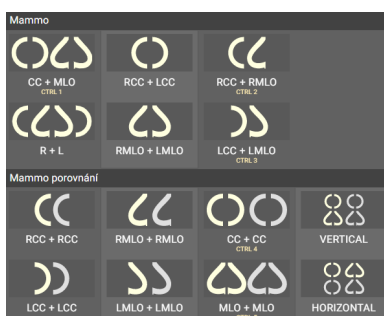 Mammo
CC + MLO
CTRL 1
RCC + LCC
RCC + RMLO
CTRL 2
R + L
RMLO + LMLO
LCC + LMLO
CTRL 3
Mammo porovnání
RCC + RCC
RMLO + RMLO
CC + CC
CTRL 4
VERTICAL
LCC + LCC
LMLO + LMLO
MLO + MLO
HORIZONTAL